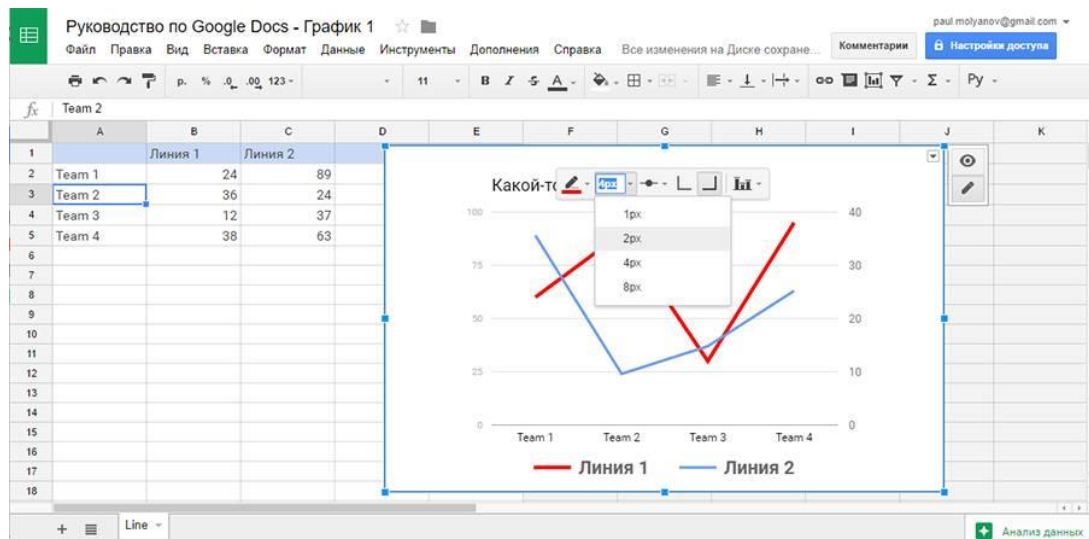 Руководство по Google Docs - График 1
paul.molyanov@gmail.com
Файл Правка Вид Вставка Формат Данные Инструменты Дополнения Справка Все изменения на Диске сохране...
Комментарии
Настройки доступа
р. % .0 .00 123 11 B I S A Σ Ру
fx Team 2
A B C D E F G H I J K
1 Линия 1 Линия 2
2 Team 1 24 89
3 Team 2 36 24
4 Team 3 12 37
5 Team 4 38 63
6
7
8
9
10
11
12
13
14
15
16
17
18
Какой-то
4px
1px
2px
4px
8px
100 40
75 30
50 20
25 10
0 0
Team 1 Team 2 Team 3 Team 4
Линия 1 Линия 2
+ Line
Анализ данных